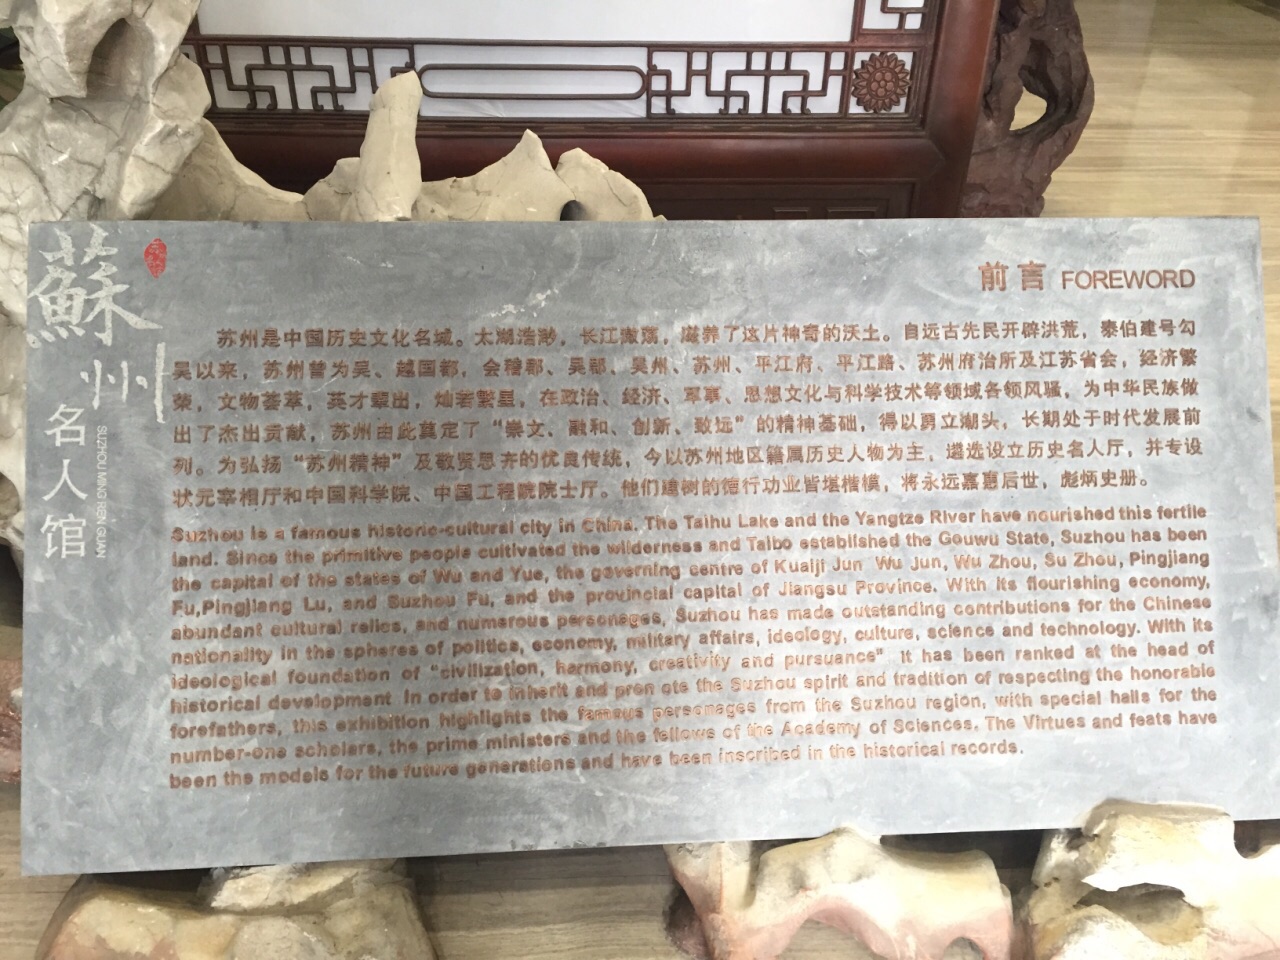 蘇州
名人馆
SUZHOU MING REN GUAN
前言 FOREWORD
苏州是中国历史文化名城。太湖浩渺，长江激荡，滋养了这片神奇的沃土。自远古先民开辟洪荒，泰伯建号勾
吴以来，苏州曾为吴、越国都，会稽郡、吴郡、吴州、苏州、平江府、平江路、苏州府治所及江苏省会，经济繁
荣，文物荟萃，英才辈出，灿若繁星，在政治、经济、军事、思想文化与科学技术等领域各领风骚，为中华民族做
出了杰出贡献，苏州由此奠定了“崇文、融和、创新、致远”的精神基础，得以勇立潮头，长期处于时代发展前
列。为弘扬“苏州精神”及敬贤思齐的优良传统，今以苏州地区籍属历史人物为主，遴选设立历史名人厅，并专设
状元宰相厅和中国科学院、中国工程院院士厅。他们建树的德行功业皆堪楷模，将永远嘉惠后世，彪炳史册。
Suzhou is a famous historic-cultural city in China. The Taihu Lake and the Yangtze River have nourished this fertile
land. Since the primitive people cultivated the wilderness and Taibo established the Gouwu State, Suzhou has been
the capital of the states of Wu and Yue, the governing centre of Kuaiji Jun Wu Jun, Wu Zhou, Su Zhou, Pingjiang
Fu,Pingjiang Lu, and Suzhou Fu, and the provincial capital of Jiangsu Province. With its flourishing economy,
abundant cultural relics, and numerous personages, Suzhou has made outstanding contributions for the Chinese
nationality in the spheres of politics, economy, military affairs, ideology, culture, science and technology. With its
ideological foundation of "civilization, harmony, creativity and pursuance" It has been ranked at the head of
historical development In order to inherit and pron ote the Suzhou spirit and tradition of respecting the honorable
forefathers, this exhibition highlights the famous personages from the Suzhou region, with special halls for the
number-one scholars, the prime ministers and the fellows of the Academy of Sciences. The Virtues and feats have
been the models for the future generations and have been inscribed in the historical records.